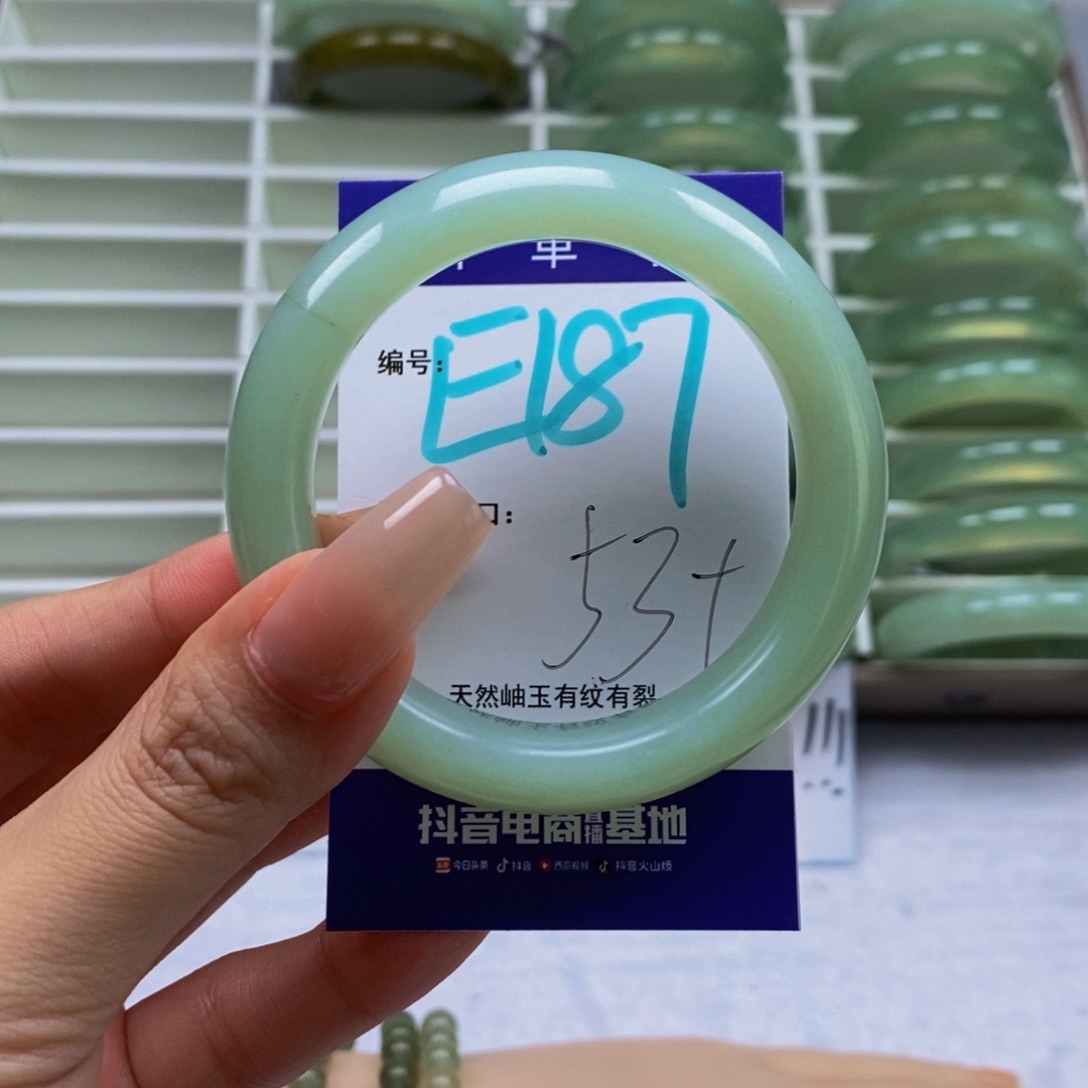 单
编号:E187
口: 53+
天然岫玉有纹有裂
抖音电商直播基地
今日头条 抖音 西瓜视频 抖音火山版